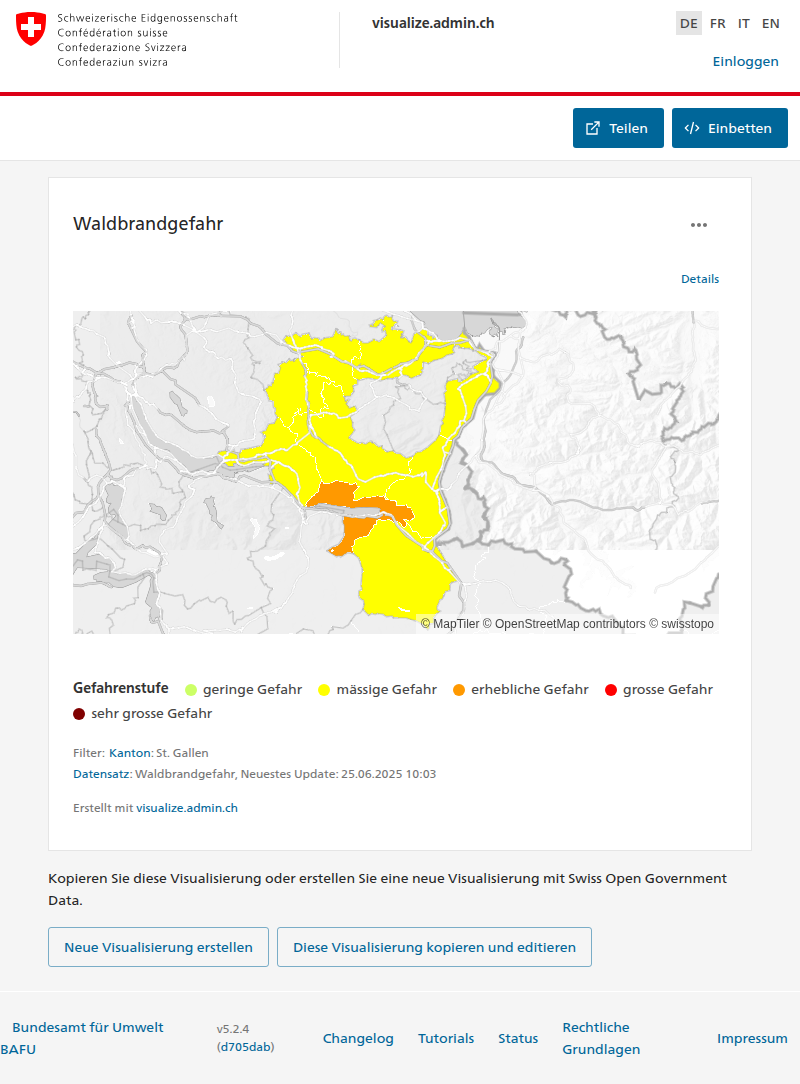 Schweizerische Eidgenossenschaft
Confédération suisse
Confederazione Svizzera
Confederaziun svizra
visualize.admin.ch
DE FR IT EN
Einloggen
Teilen
Einbetten
Waldbrandgefahr
Details
© MapTiler © OpenStreetMap contributors © swisstopo
Gefahrenstufe geringe Gefahr mässige Gefahr erhebliche Gefahr grosse Gefahr
sehr grosse Gefahr
Filter: Kanton: St. Gallen
Datensatz: Waldbrandgefahr, Neuestes Update: 25.06.2025 10:03
Erstellt mit visualize.admin.ch
Kopieren Sie diese Visualisierung oder erstellen Sie eine neue Visualisierung mit Swiss Open Government
Data.
Neue Visualisierung erstellen
Diese Visualisierung kopieren und editieren
Bundesamt für Umwelt
BAFU
v5.2.4
(d705dab)
Changelog
Tutorials
Status
Rechtliche
Grundlagen
Impressum